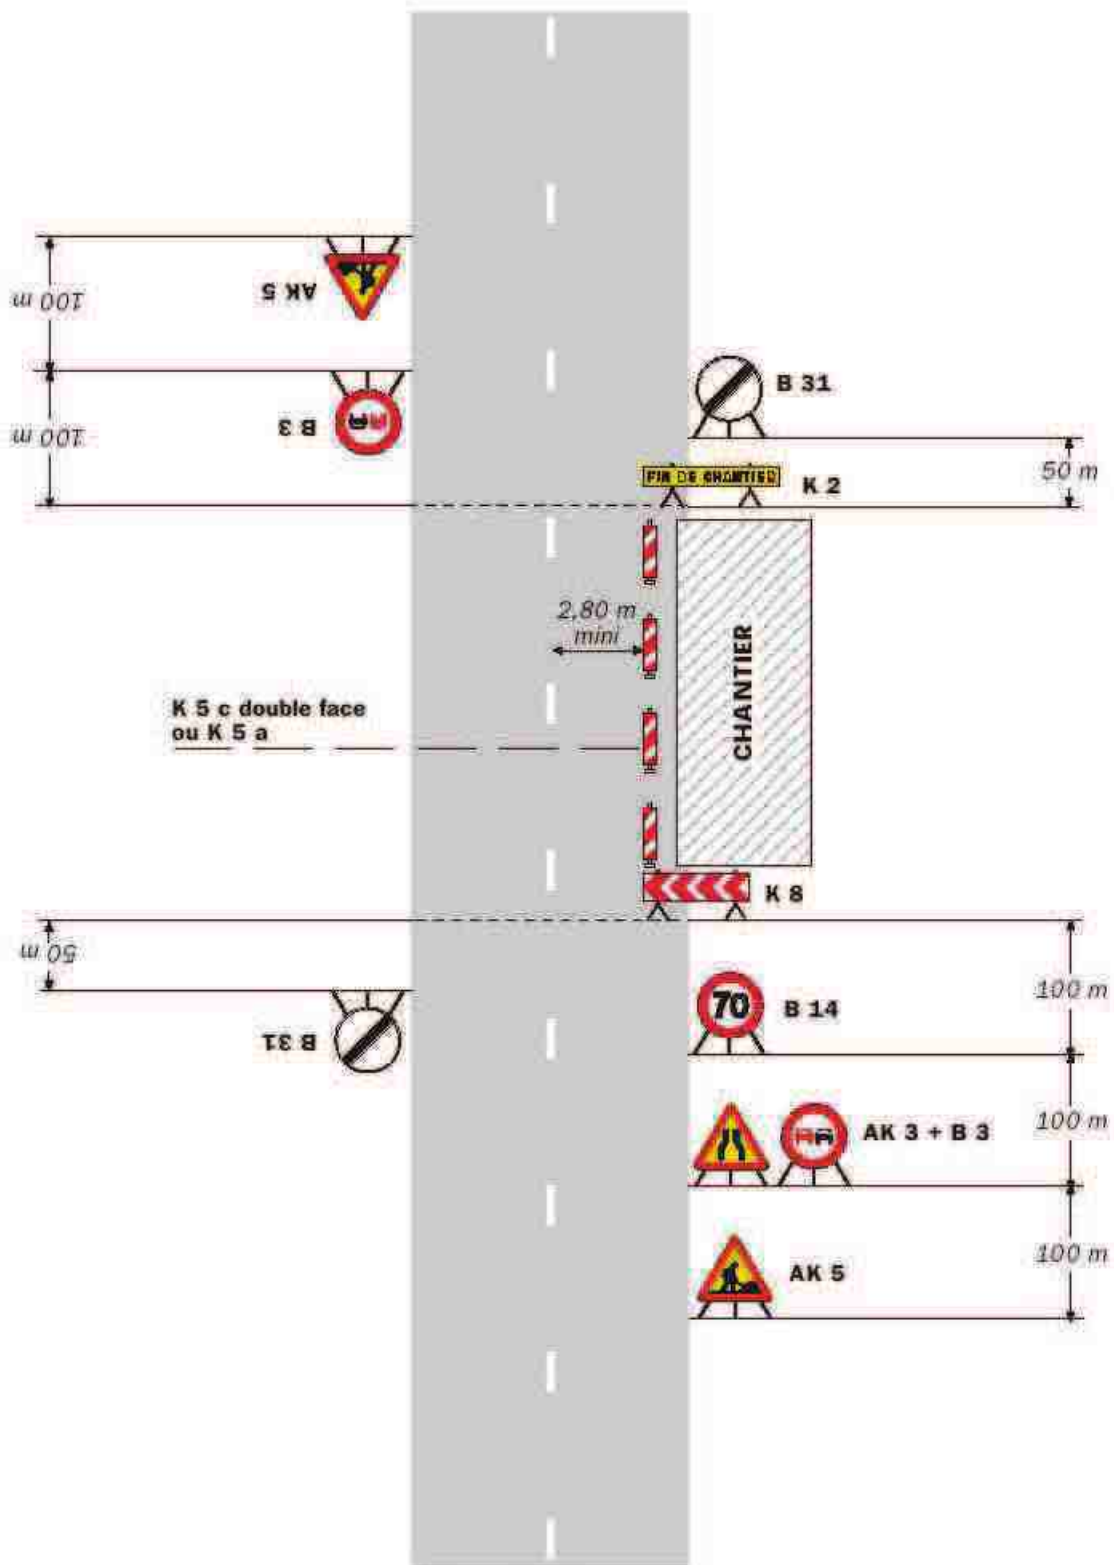 AK 5
100 m
B 3
100 m
B 31
FIN DE CHANTIER
K 2
50 m
2,80 m
mini
CHANTIER
K 5 c double face
ou K 5 a
K 8
50 m
B 31
70
B 14
100 m
AK 3 + B 3
100 m
AK 5
100 m